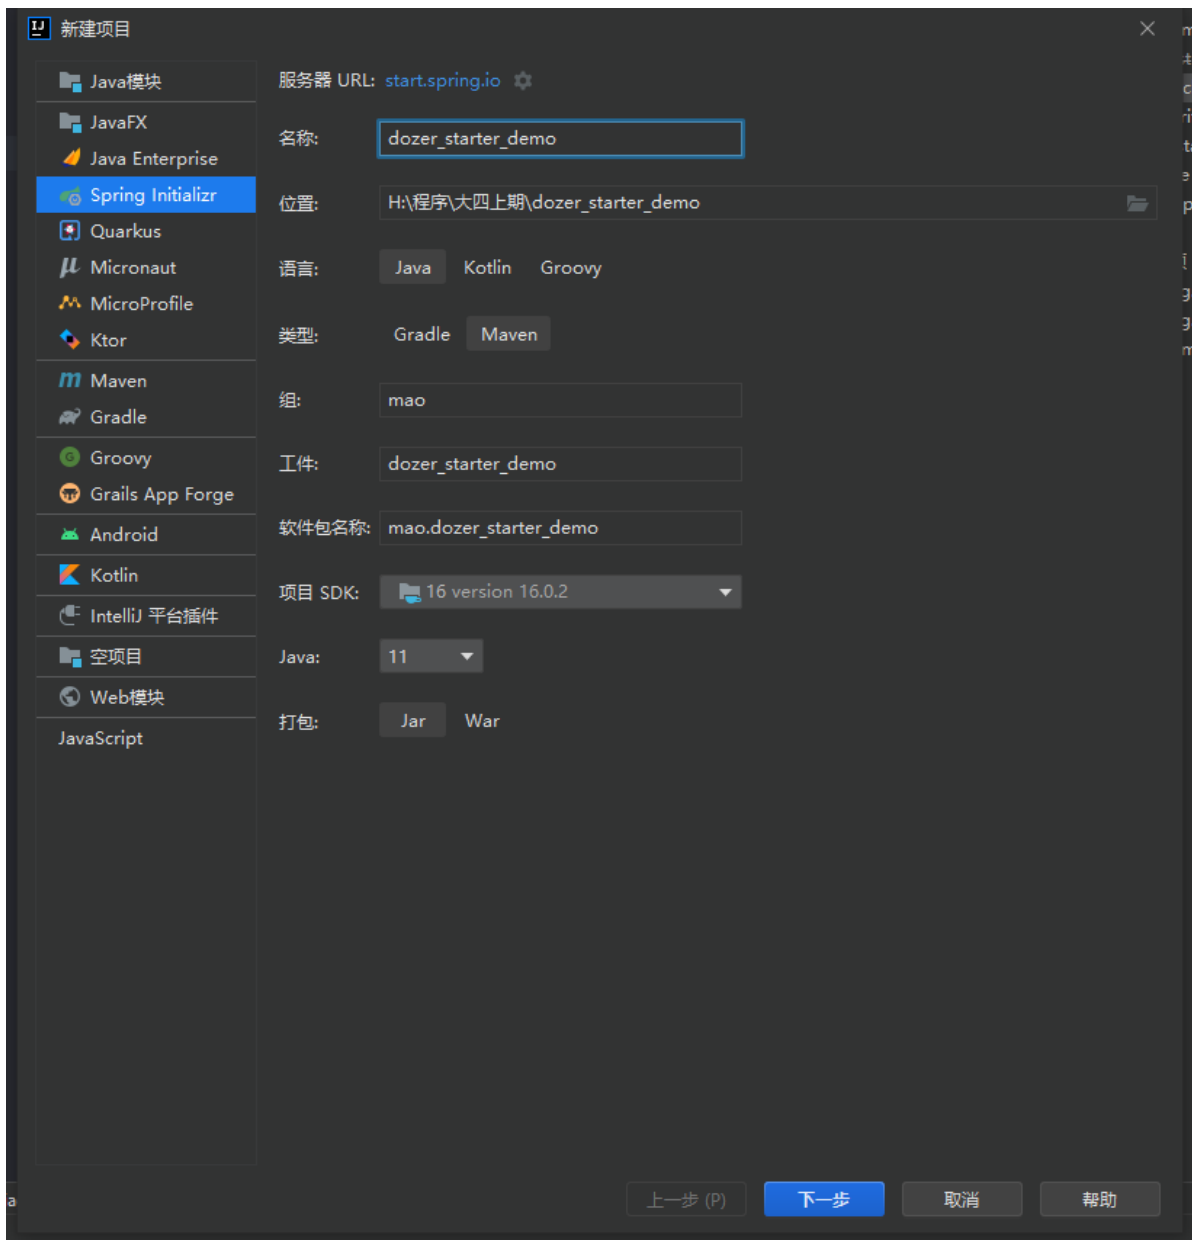 新建项目
Java模块
JavaFX
Java Enterprise
Spring Initializr
Quarkus
Micronaut
MicroProfile
Ktor
Maven
Gradle
Groovy
Grails App Forge
Android
Kotlin
IntelliJ 平台插件
空项目
Web模块
JavaScript
服务器 URL: start.spring.io
名称: dozer_starter_demo
位置: H:\程序\大四上期\dozer_starter_demo
语言: Java Kotlin Groovy
类型: Gradle Maven
组: mao
工件: dozer_starter_demo
软件包名称: mao.dozer_starter_demo
项目 SDK: 16 version 16.0.2
Java: 11
打包: Jar War
上一步 (P) 下一步 取消 帮助